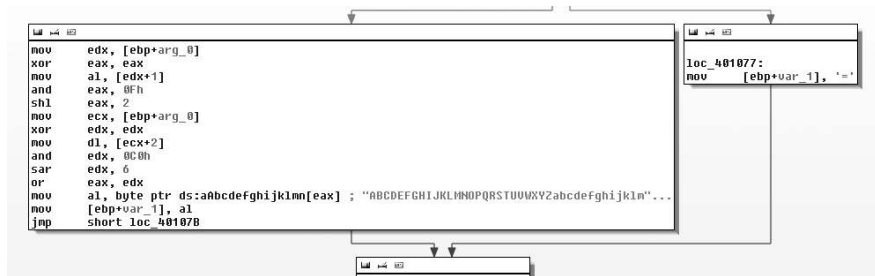 mov edx, [ebp+arg_0]
xor eax, eax
mov al, [edx+1]
and eax, 0Fh
shl eax, 2
mov ecx, [ebp+arg_0]
xor edx, edx
mov dl, [ecx+2]
and edx, 0C0h
sar edx, 6
or eax, edx
mov al, byte ptr ds:aAbcdefghijklmn[eax] ; "ABCDEFGHIJKLMNOPQRSTUVWXYZabcdefghijklm"...
mov [ebp+var_1], al
jmp short loc_40107B
loc_401077:
mov [ebp+var_1], '='